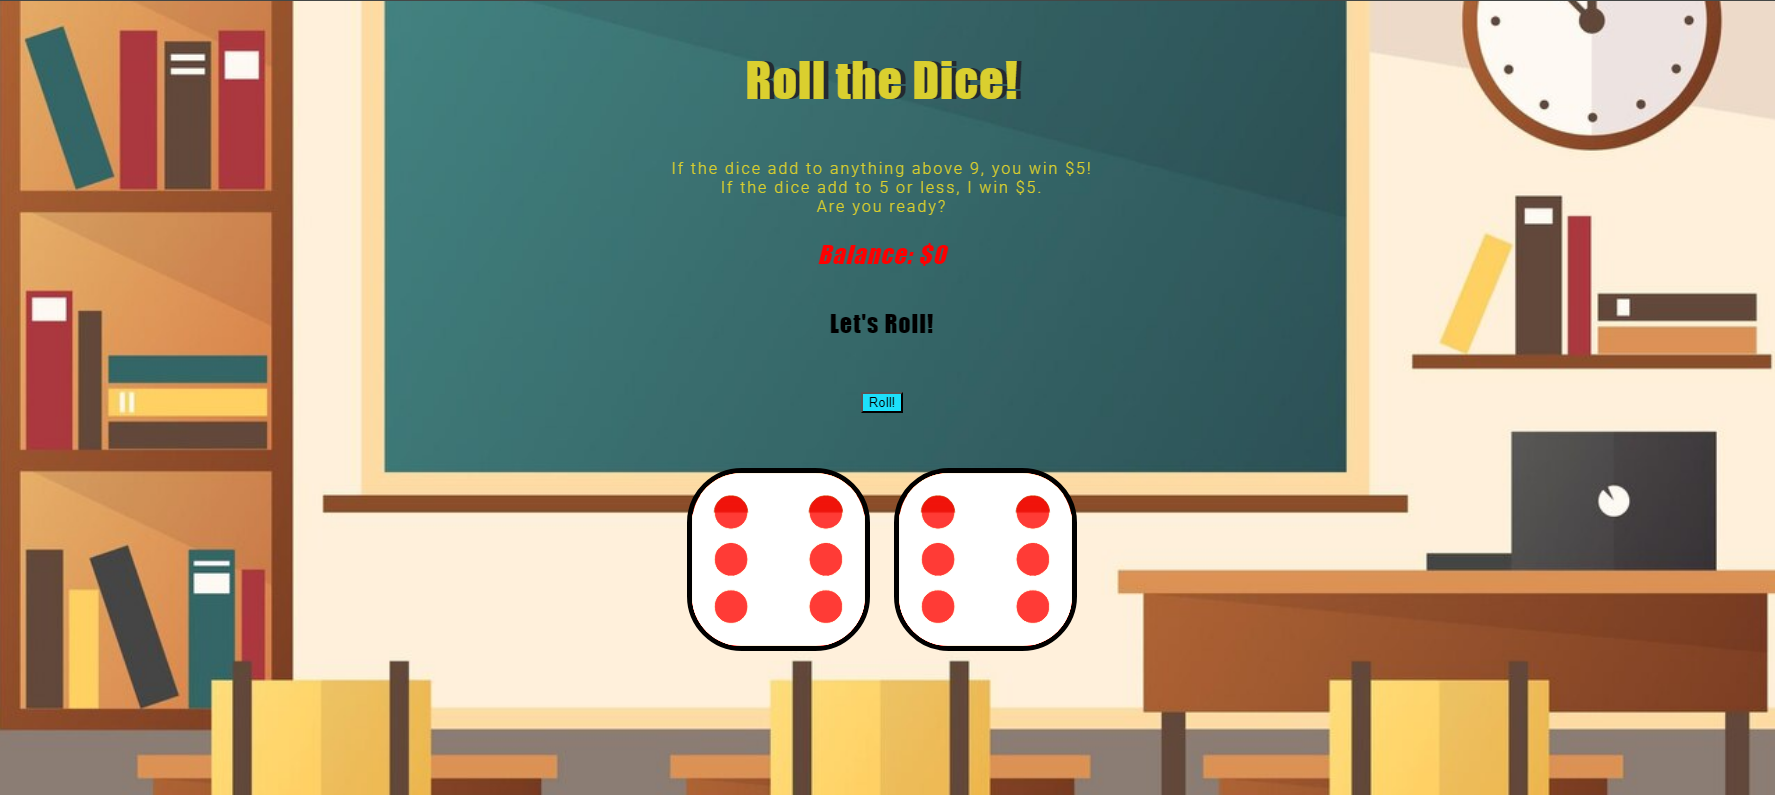 Roll the Dice!
If the dice add to anything above 9, you win $5!
If the dice add to 5 or less, I win $5.
Are you ready?
Balance: $0
Let's Roll!
Roll!